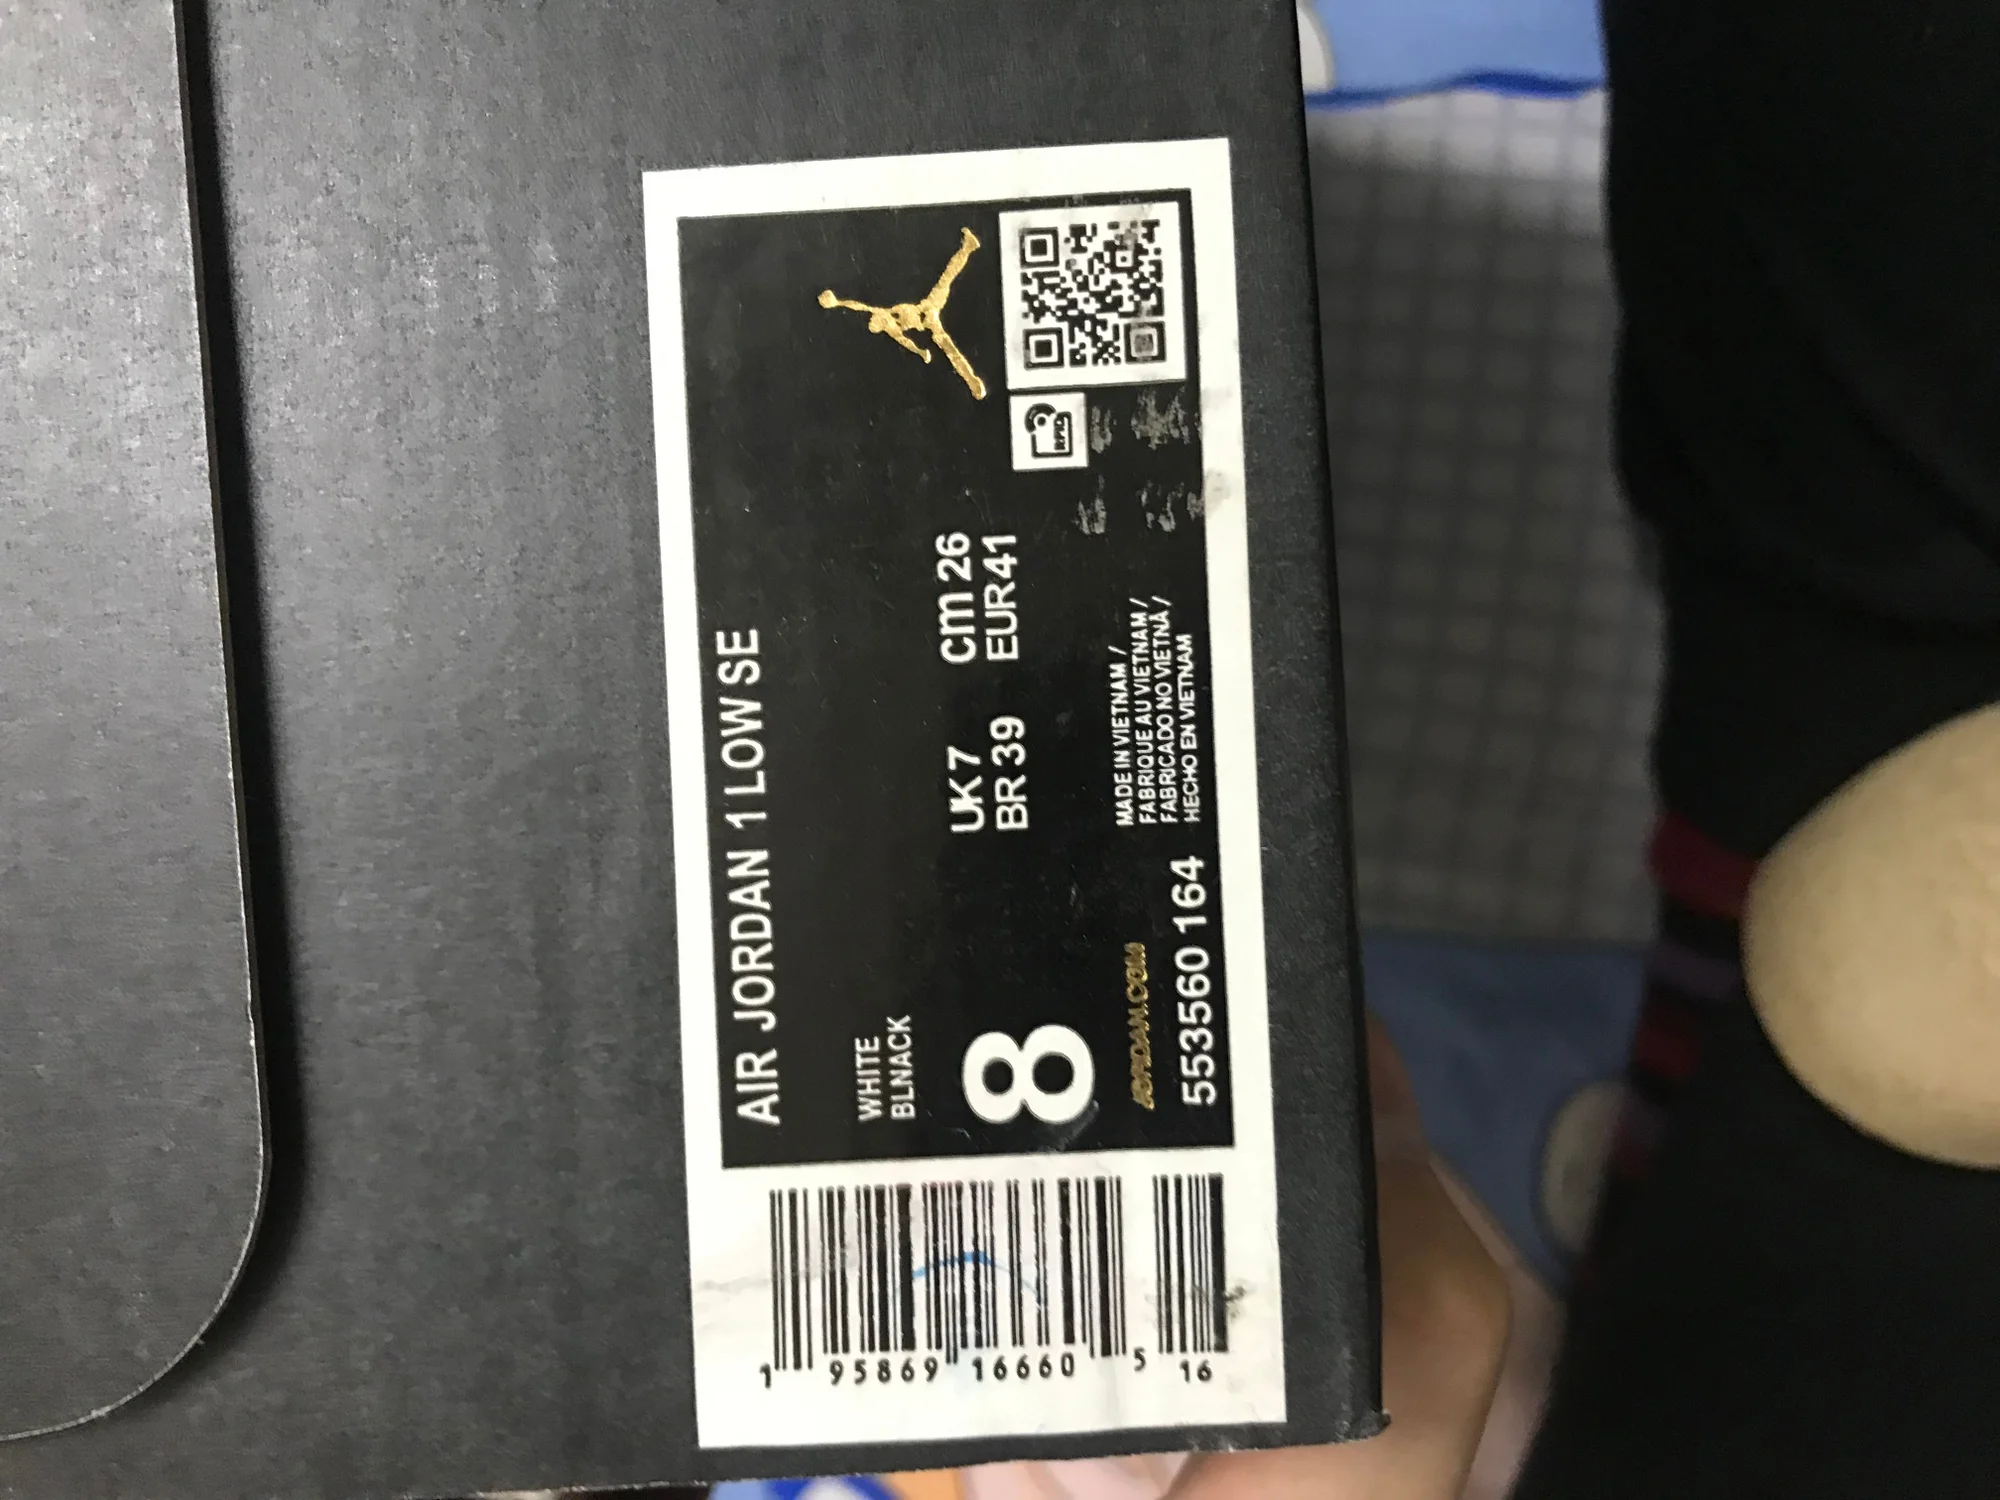 AIR JORDAN 1 LOW SE
WHITE
BLNACK
8
UK 7 cm 26
BR 39 EUR 41
JORDAN.COM
553560 164
MADE IN VIETNAM /
FABRIQUE AU VIETNAM /
FABRICADO NO VIETNÃ /
HECHO EN VIETNAM
RFID
1 95869 16660 5 16